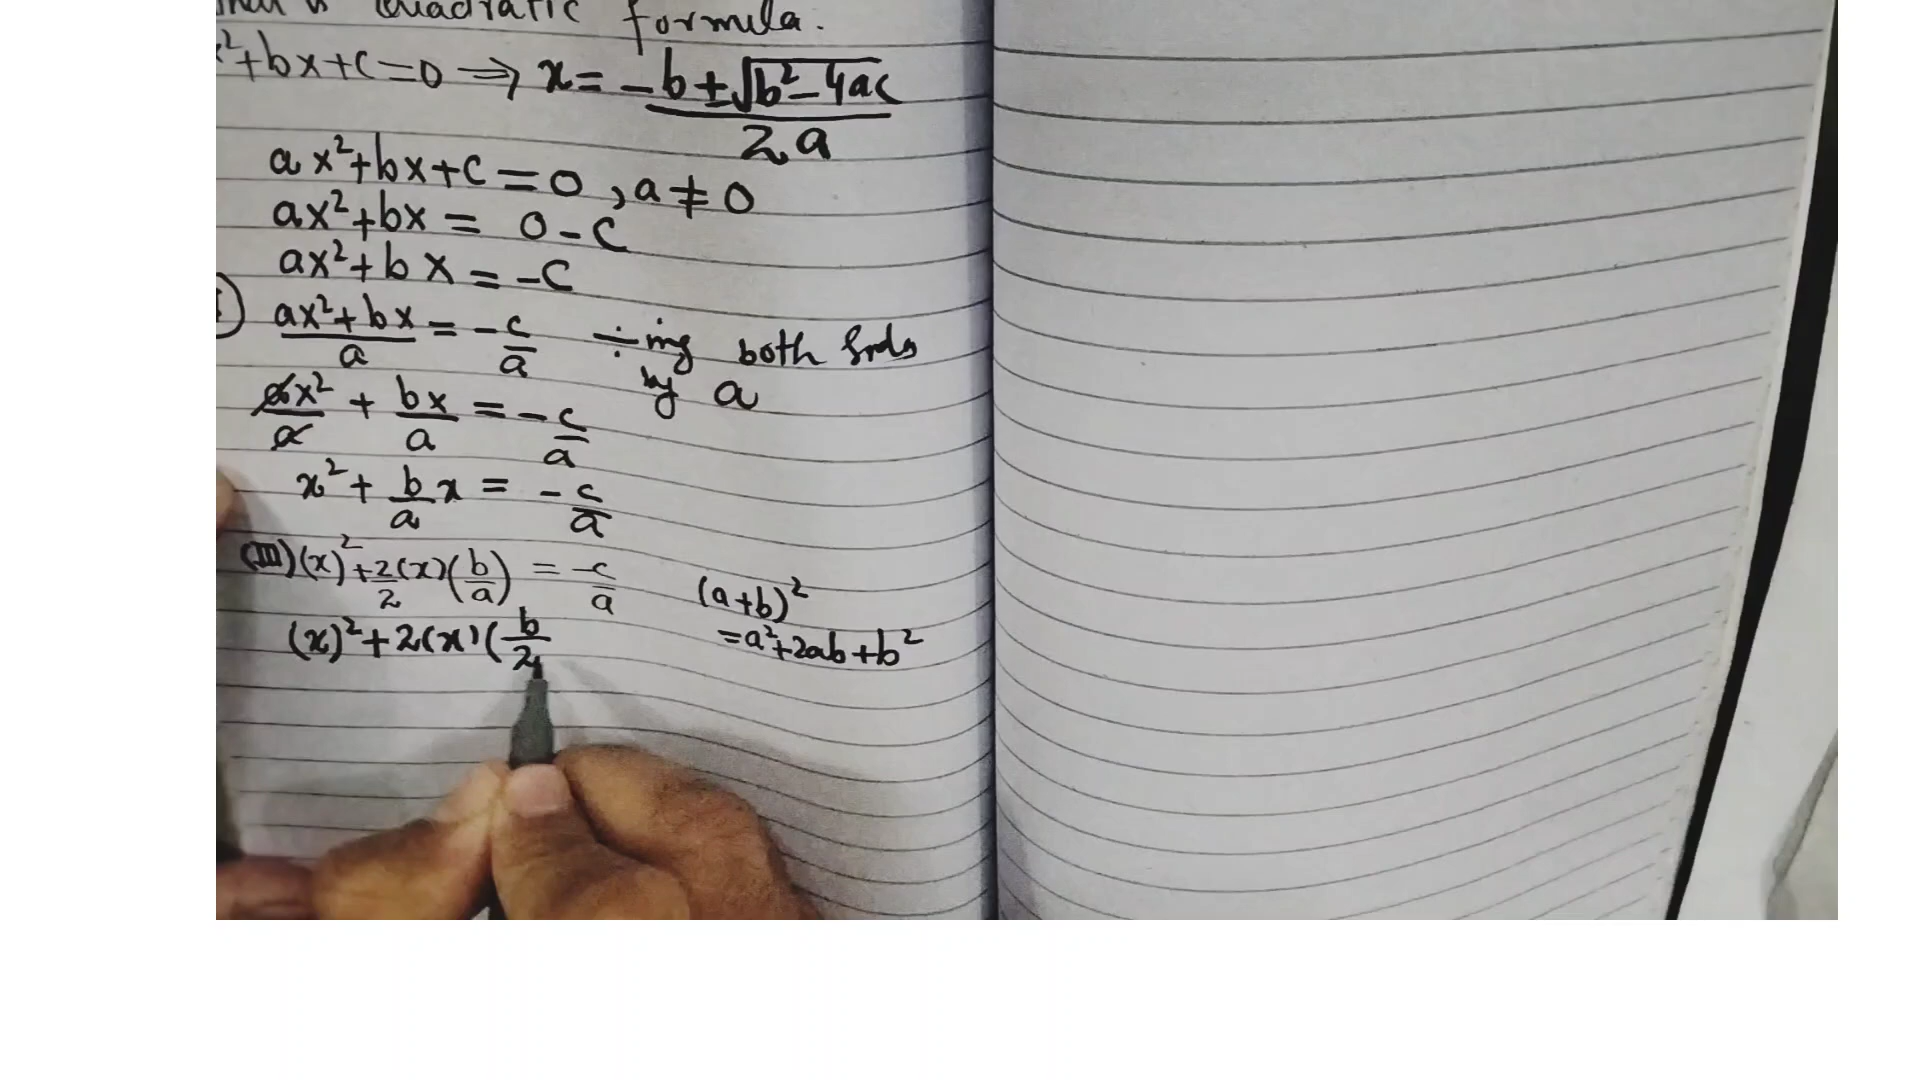 Quadratic formula.
²+bx+c=0 ⇒ x = -b±√b²-4ac / 2a
ax²+bx+c=0, a≠0
ax²+bx = 0-c
ax²+bx = -c
ax²+bx / a = -c/a ÷ing both by a
ax²/a + bx/a = -c/a
x² + b/a x = -c/a
(III) (x)²+2/2(x)(b/a) = -c/a
(x)²+2(x)(b/2
(a+b)²
=a²+2ab+b²